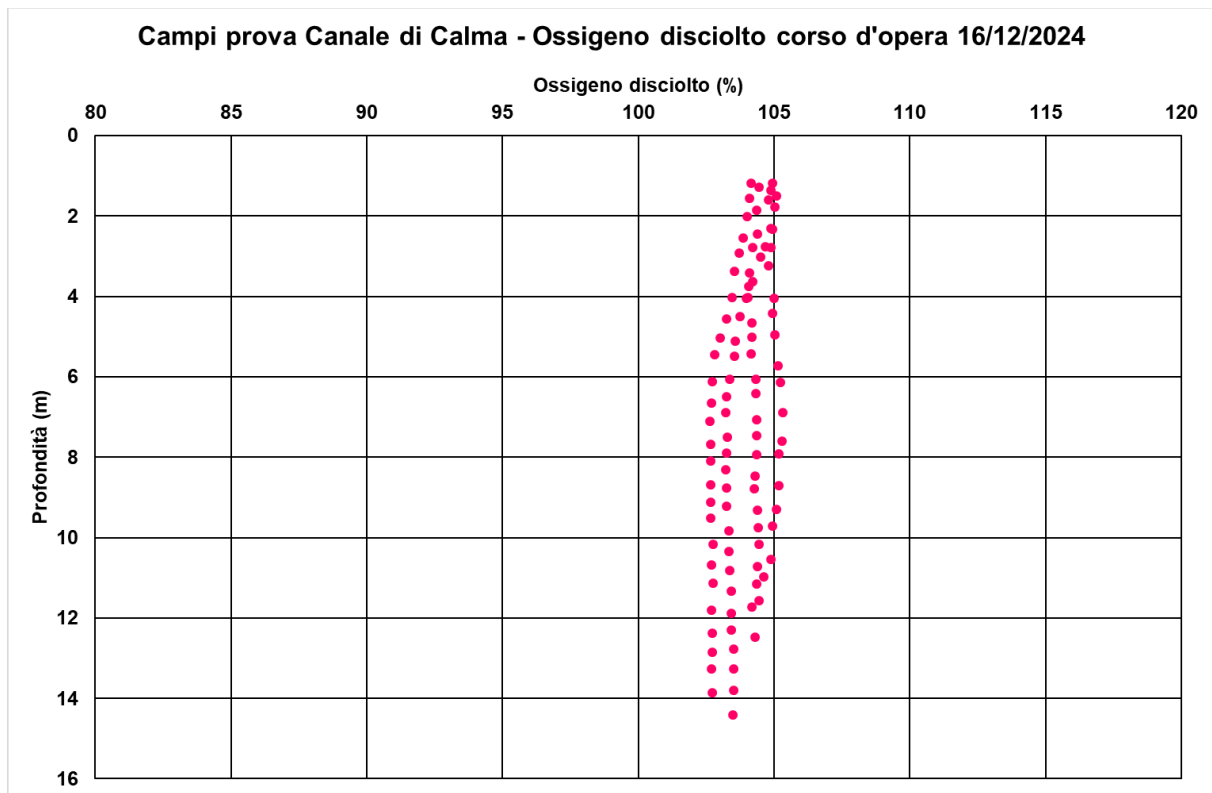 Campi prova Canale di Calma - Ossigeno disciolto corso d'opera 16/12/2024
Ossigeno disciolto (%)
80 85 90 95 100 105 110 115 120
0
2
4
6
8
10
12
14
16
Profondità (m)